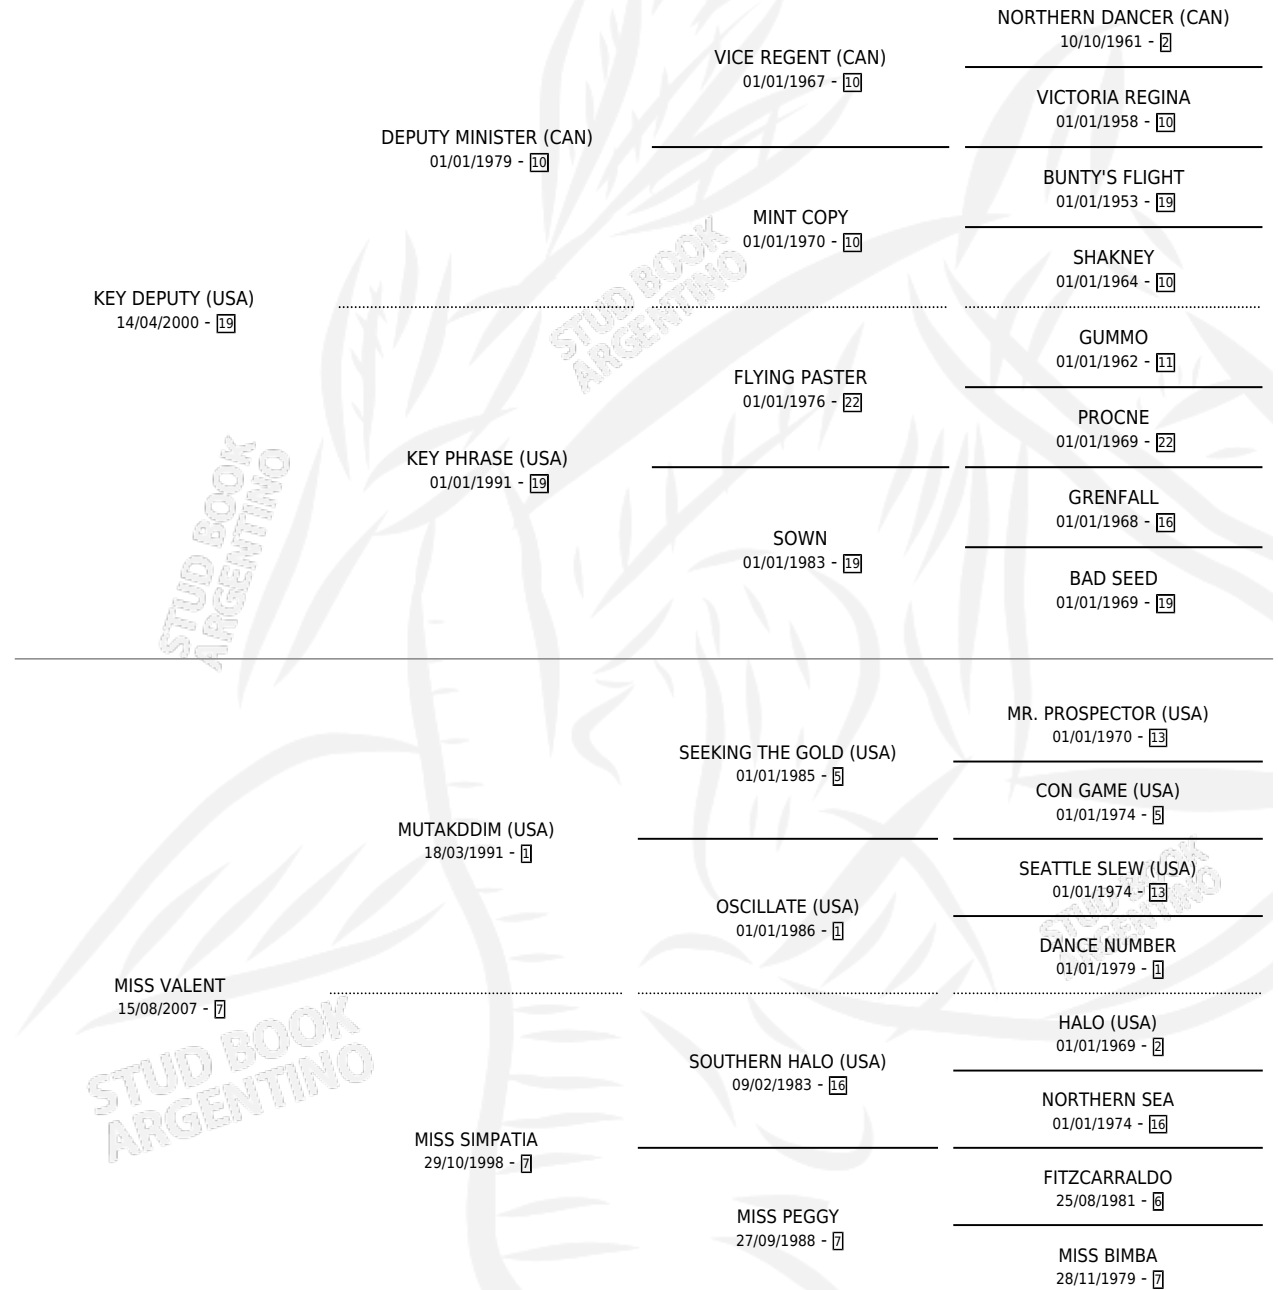 NORTHERN DANCER (CAN)
10/10/1961 - 2
VICE REGENT (CAN)
01/01/1967 - 10
VICTORIA REGINA
01/01/1958 - 10
DEPUTY MINISTER (CAN)
01/01/1979 - 10
BUNTY'S FLIGHT
01/01/1953 - 19
MINT COPY
01/01/1970 - 10
SHAKNEY
01/01/1964 - 10
KEY DEPUTY (USA)
14/04/2000 - 19
STUD BOOK
ARGENTINO
GUMMO
01/01/1962 - 11
FLYING PASTER
01/01/1976 - 22
PROCNE
01/01/1969 - 22
KEY PHRASE (USA)
01/01/1991 - 19
GRENFALL
01/01/1968 - 16
SOWN
01/01/1983 - 19
BAD SEED
01/01/1969 - 19
STUD BOOK
ARGENTINO
MR. PROSPECTOR (USA)
01/01/1970 - 13
SEEKING THE GOLD (USA)
01/01/1985 - 5
CON GAME (USA)
01/01/1974 - 5
MUTAKDDIM (USA)
18/03/1991 - 1
SEATTLE SLEW (USA)
01/01/1974 - 13
OSCILLATE (USA)
01/01/1986 - 1
STUD BOOK
ARGENTINO
DANCE NUMBER
01/01/1979 - 1
MISS VALENT
15/08/2007 - 7
HALO (USA)
01/01/1969 - 2
SOUTHERN HALO (USA)
09/02/1983 - 16
STUD BOOK
ARGENTINO
NORTHERN SEA
01/01/1974 - 16
MISS SIMPATIA
29/10/1998 - 7
FITZCARRALDO
25/08/1981 - 6
MISS PEGGY
27/09/1988 - 7
MISS BIMBA
28/11/1979 - 7